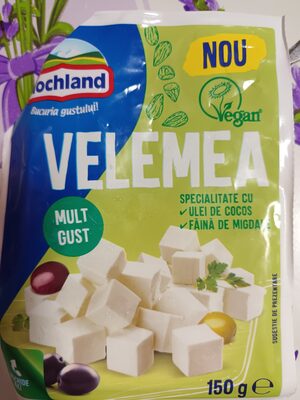 NOU
ochland
Bucuria gustului!
Vegan
VELEMEA
MULT
GUST
SPECIALITATE CU
✓ ULEI DE COCOS
✓ FĂINĂ DE MIGDALE
SUGESTIE DE PREZENTARE
150 g e